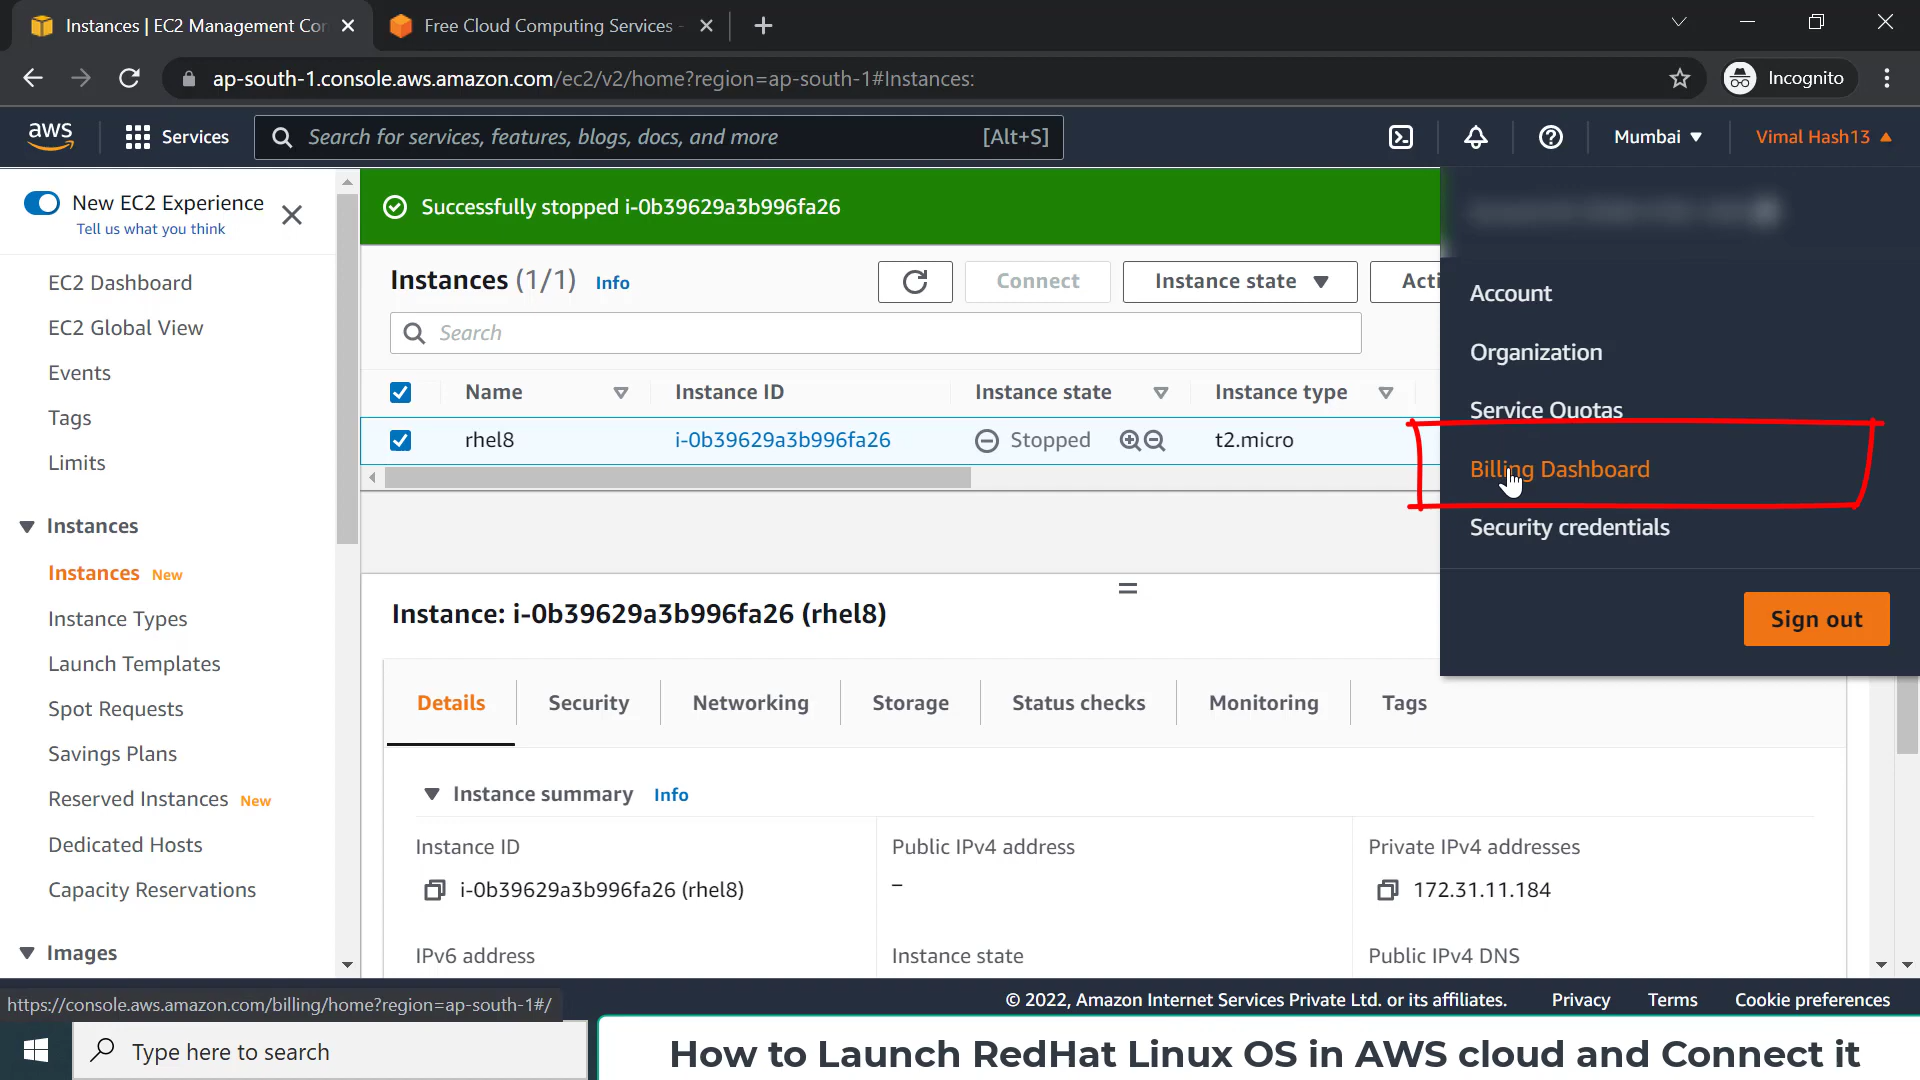 Instances | EC2 Management Con
Free Cloud Computing Services -
ap-south-1.console.aws.amazon.com/ec2/v2/home?region=ap-south-1#Instances:
Incognito
aws
Services
Search for services, features, blogs, docs, and more
[Alt+S]
Mumbai
Vimal Hash13
New EC2 Experience
Tell us what you think
EC2 Dashboard
EC2 Global View
Events
Tags
Limits
Instances
Instances New
Instance Types
Launch Templates
Spot Requests
Savings Plans
Reserved Instances New
Dedicated Hosts
Capacity Reservations
Images
Successfully stopped i-0b39629a3b996fa26
Instances (1/1) Info
Connect
Instance state
Acti
Search
Name Instance ID Instance state Instance type
rhel8 i-0b39629a3b996fa26 Stopped t2.micro
Account
Organization
Service Quotas
Billing Dashboard
Security credentials
Sign out
Instance: i-0b39629a3b996fa26 (rhel8)
Details Security Networking Storage Status checks Monitoring Tags
Instance summary Info
Instance ID
i-0b39629a3b996fa26 (rhel8)
Public IPv4 address
–
Private IPv4 addresses
172.31.11.184
IPv6 address
Instance state
Public IPv4 DNS
https://console.aws.amazon.com/billing/home?region=ap-south-1#/
© 2022, Amazon Internet Services Private Ltd. or its affiliates. Privacy Terms Cookie preferences
Type here to search
How to Launch RedHat Linux OS in AWS cloud and Connect it